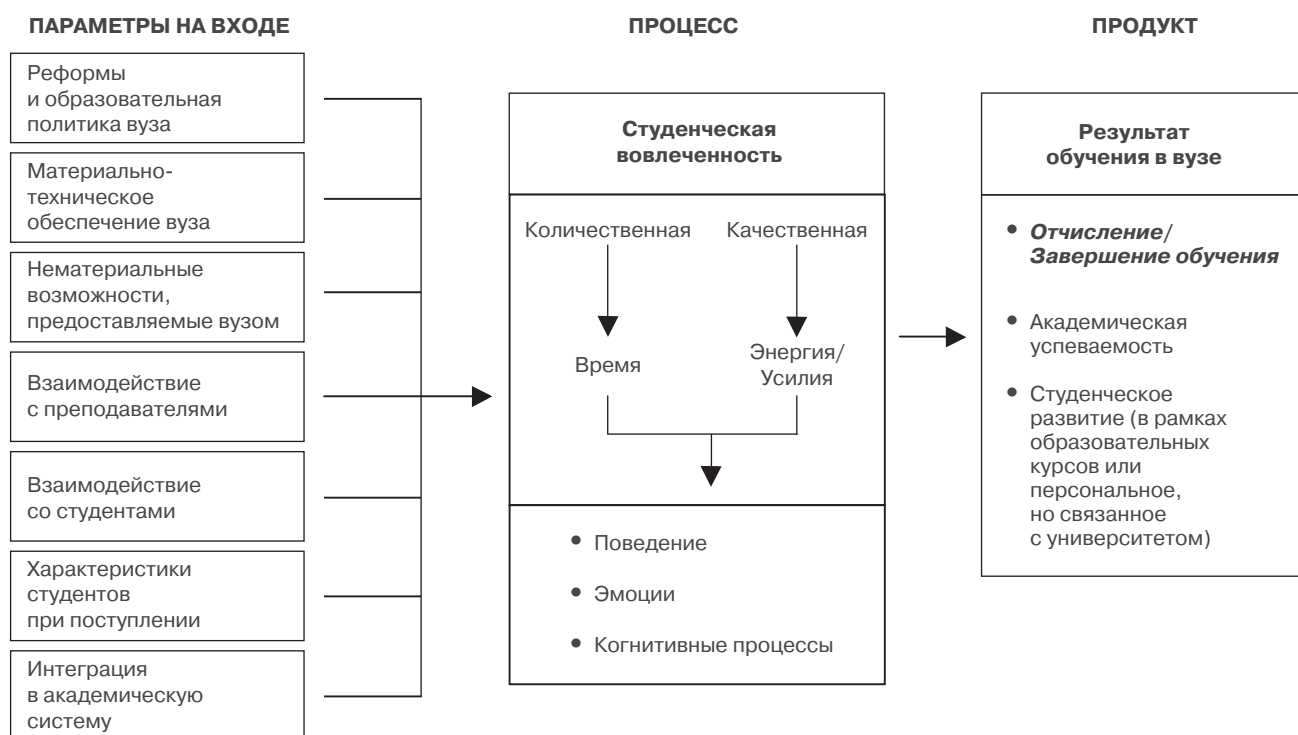 ПАРАМЕТРЫ НА ВХОДЕ
Реформы
и образовательная
политика вуза
Материально-
техническое
обеспечение вуза
Нематериальные
возможности,
предоставляемые вузом
Взаимодействие
с преподавателями
Взаимодействие
со студентами
Характеристики
студентов
при поступлении
Интеграция
в академическую
систему
ПРОЦЕСС
Студенческая
вовлеченность
Количественная
Качественная
Время
Энергия/
Усилия
• Поведение
• Эмоции
• Когнитивные процессы
ПРОДУКТ
Результат
обучения в вузе
• Отчисление/
Завершение обучения
• Академическая
успеваемость
• Студенческое
развитие (в рамках
образовательных
курсов или
персональное,
но связанное
с университетом)